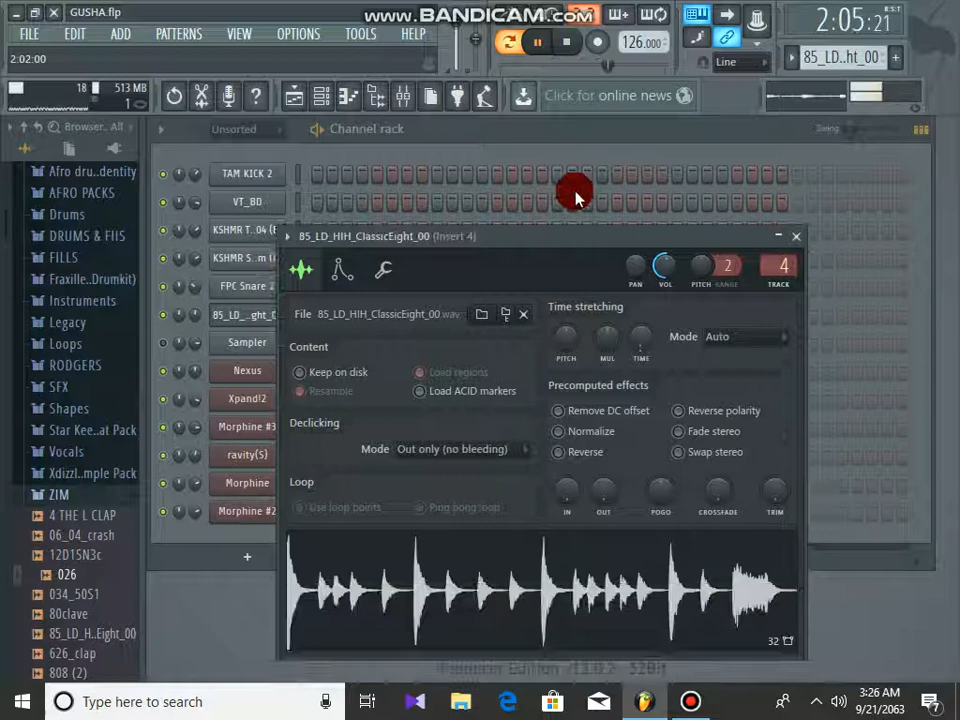 GUSHA.flp
www.BANDICAM.com
FILE EDIT ADD PATTERNS VIEW OPTIONS TOOLS HELP
126.000
2:05:21
Line
85_LD...ht_00
2:02:00
18
513 MB
1
Click for online news
Browser.. All
Unsorted
Channel rack
Swing
Afro dru..dentity
AFRO PACKS
Drums
DRUMS & FIIS
FILLS
Fraxille..Drumkit)
Instruments
Legacy
Loops
RODGERS
SFX
Shapes
Star Kee..at Pack
Vocals
Xdizzl..mple Pack
ZIM
4 THE L CLAP
06_04_crash
12D1SN3c
026
034_50S1
80clave
85_LD_H..Eight_00
626_clap
808 (2)
TAM KICK 2
VT_BD
KSHMR T..04 (
KSHMR S..m (
FPC Snare
85_LD_..ght_0
Sampler
Nexus
Xpand!2
Morphine #3
ravity(S)
Morphine
Morphine #2
85_LD_HIH_ClassicEight_00 (Insert 4)
PAN VOL PITCH RANGE TRACK
2
4
File 85_LD_HIH_ClassicEight_00.wav
Content
Keep on disk
Load regions
Resample
Load ACID markers
Declicking
Mode Out only (no bleeding)
Loop
Use loop points
Ping pong loop
Time stretching
PITCH MUL TIME
Mode Auto
Precomputed effects
Remove DC offset
Reverse polarity
Normalize
Fade stereo
Reverse
Swap stereo
IN OUT POGO CROSSFADE TRIM
32
Type here to search
3:26 AM
9/21/2063
7